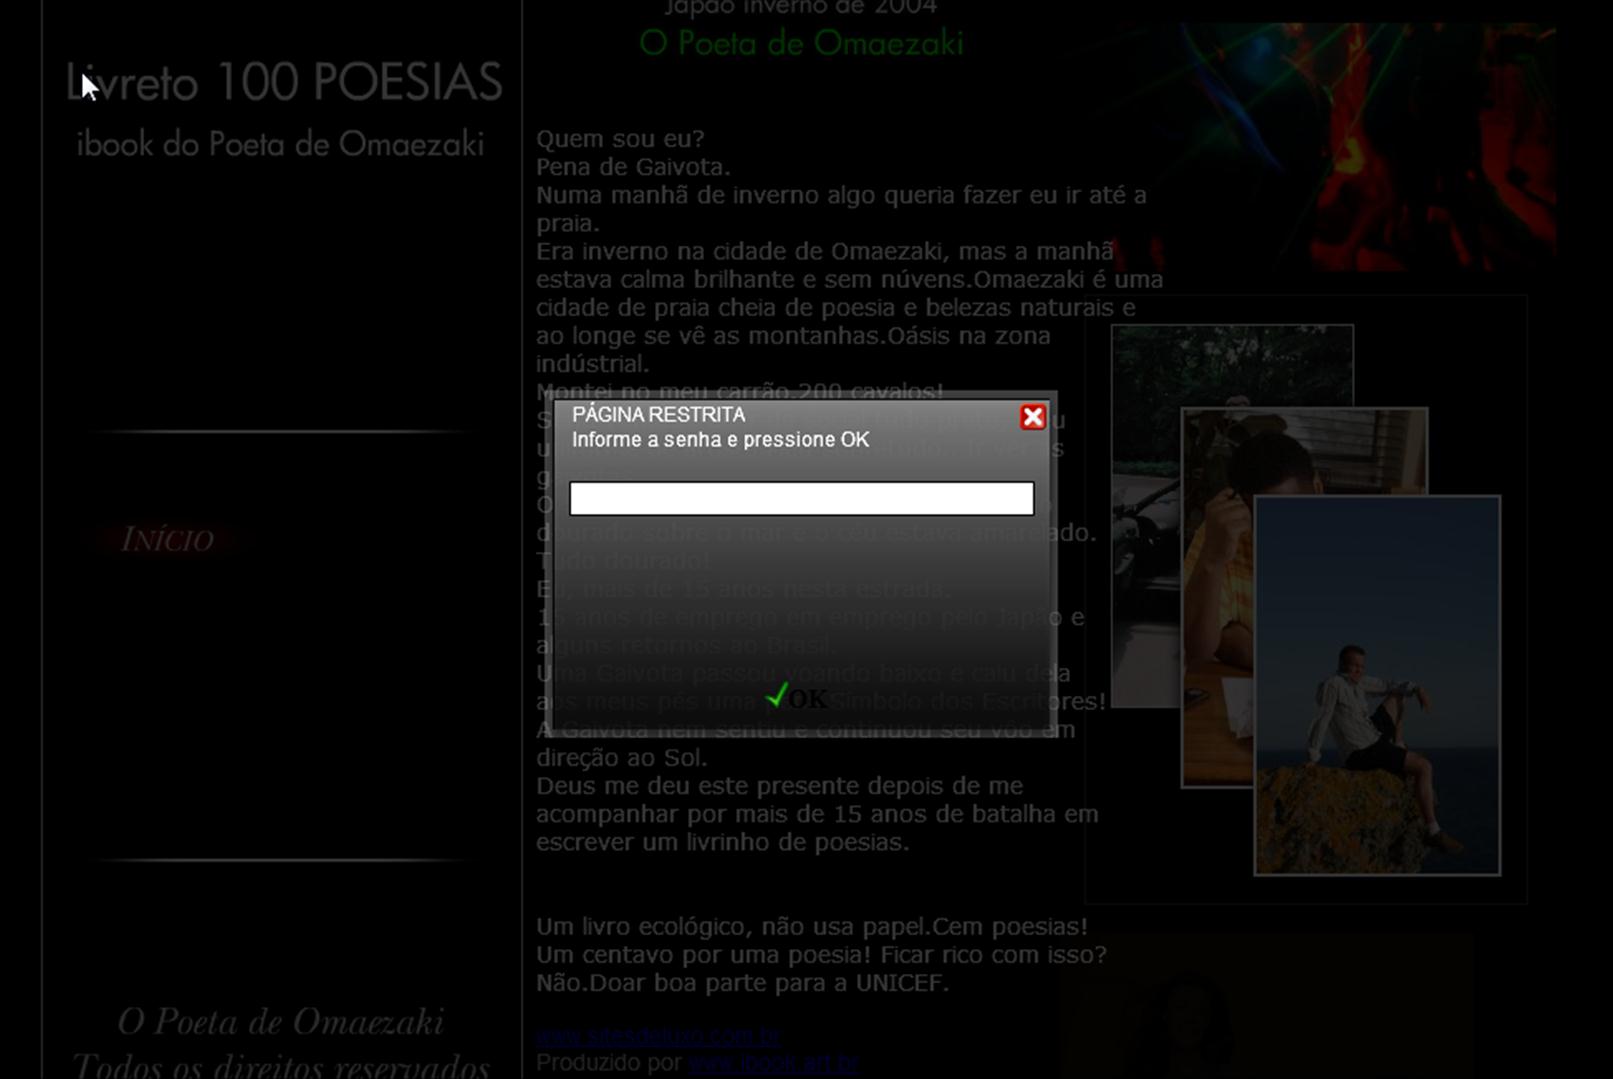 Japão inverno de 2004
O Poeta de Omaezaki
Livreto 100 POESIAS
ibook do Poeta de Omaezaki
INÍCIO
O Poeta de Omaezaki
Todos os direitos reservados
Quem sou eu?
Pena de Gaivota.
Numa manhã de inverno algo queria fazer eu ir até a
praia.
Era inverno na cidade de Omaezaki, mas a manhã
estava calma brilhante e sem núvens.Omaezaki é uma
cidade de praia cheia de poesia e belezas naturais e
ao longe se vê as montanhas.Oásis na zona
indústrial.
Montei no meu carrão.200 cavalos!
PÁGINA RESTRITA
Informe a senha e pressione OK
dourado sobre o mar e o céu estava amarelado.
Tudo dourado!
Eu, mais de 15 anos nesta estrada.
15 anos de emprego em emprego pelo Japão e
alguns retornos ao Brasil.
Uma Gaivota passou voando baixo e caiu dela
aos meus pés uma Símbolo dos Escritores!
OK
A Gaivota nem sentiu e continuou seu vôo em
direção ao Sol.
Deus me deu este presente depois de me
acompanhar por mais de 15 anos de batalha em
escrever um livrinho de poesias.
Um livro ecológico, não usa papel.Cem poesias!
Um centavo por uma poesia! Ficar rico com isso?
Não.Doar boa parte para a UNICEF.
www.sitesdeluxo.com.br
Produzido por www.ibook.art.br